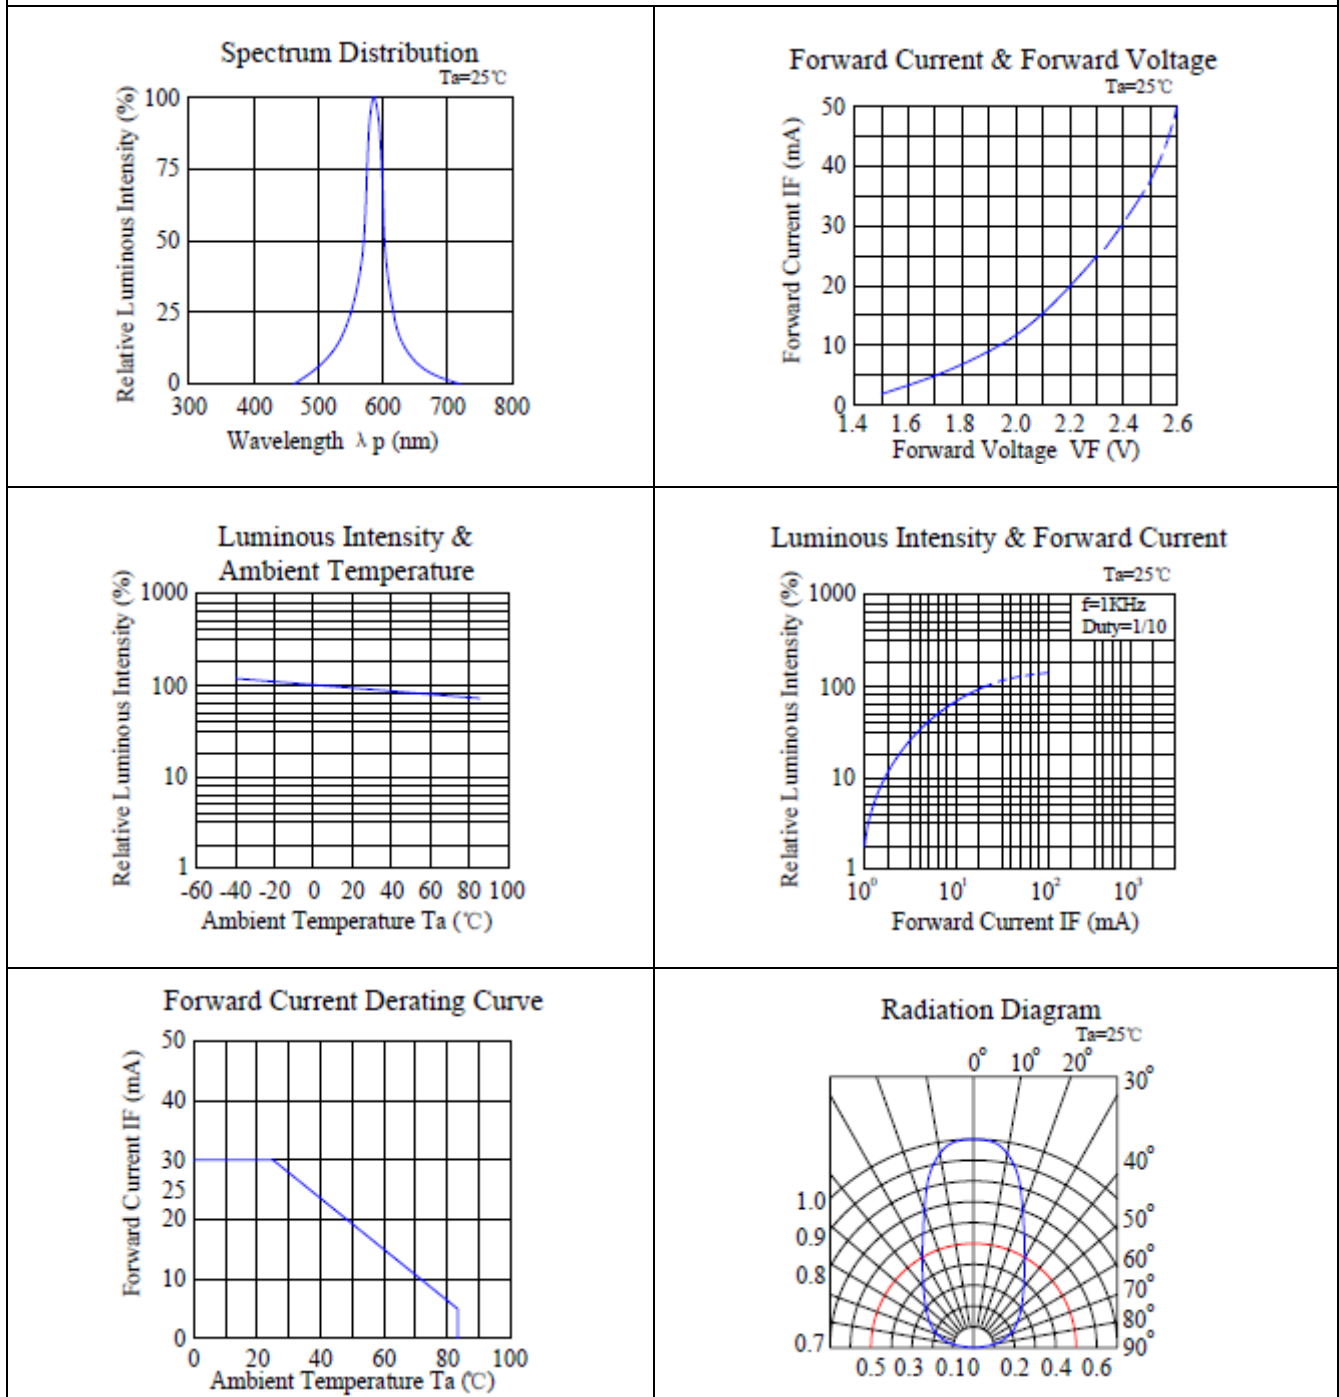 Spectrum Distribution
Ta=25℃
Relative Luminous Intensity (%)
100
75
50
25
0
300 400 500 600 700 800
Wavelength λ p (nm)
Forward Current & Forward Voltage
Ta=25℃
Forward Current IF (mA)
50
40
30
20
10
0
1.4 1.6 1.8 2.0 2.2 2.4 2.6
Forward Voltage VF (V)
Luminous Intensity &
Ambient Temperature
Relative Luminous Intensity (%)
1000
100
10
1
-60 -40 -20 0 20 40 60 80 100
Ambient Temperature Ta (℃)
Luminous Intensity & Forward Current
Ta=25℃
f=1KHz
Duty=1/10
Relative Luminous Intensity (%)
1000
100
10
1
10⁰ 10¹ 10² 10³
Forward Current IF (mA)
Forward Current Derating Curve
Forward Current IF (mA)
50
40
30
25
20
10
0
0 20 40 60 80 100
Ambient Temperature Ta (℃)
Radiation Diagram
Ta=25℃
0° 10° 20°
30°
40°
50°
60°
70°
80°
90°
1.0
0.9
0.8
0.7
0.5 0.3 0.10 0.2 0.4 0.6